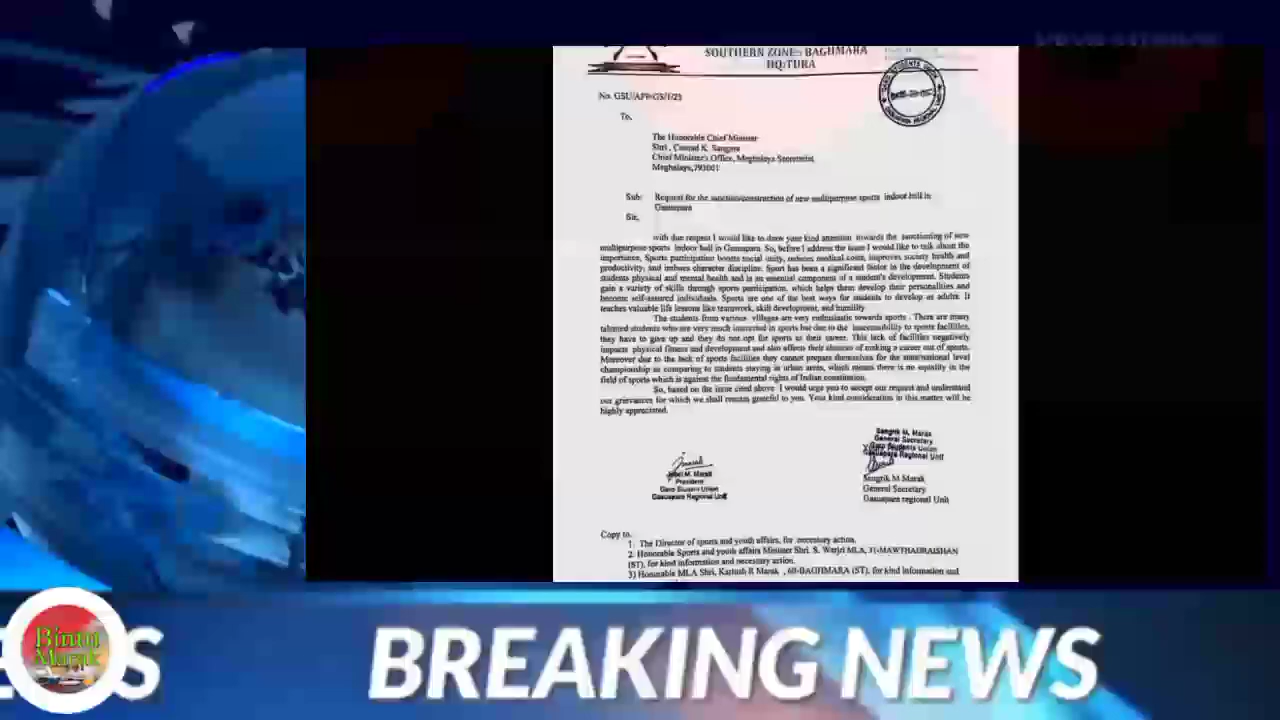 SOUTHERN ZONE: BAGHMARA
HQ:TURA
To,
The Honorable Chief Minister
Shri , Conrad K. Sangma
Chief Minister's Office, Meghalaya Secretariat
Meghalaya,793001
Sub: Request for the sanction/construction of new multipurpose sports indoor hall in
Gasuapara
Sir,
with due respect I would like to draw your kind attention towards the sanctioning of new
multipurpose sports indoor hall in Gasuapara. So, before I address the issue I would like to talk about the
importance, Sports participation boosts social unity, reduces medical costs, improves society health and
productivity, and imbues character discipline. Sport has been a significant factor in the development of
students physical and mental health and is an essential component of a student's development. Students
gain a variety of skills through sports participation, which helps them develop their personalities and
become self-assured individuals. Sports are one of the best ways for students to develop as adults. It
teaches valuable life lessons like teamwork, skill development, and humility
The students from various villages are very enthusiastic towards sports . There are many
talented students who are very much interested in sports but due to the inaccessibility to sports facilities,
they have to give up and they do not opt for sports as their career. This lack of facilities negatively
impacts physical fitness and development and also effects their chances of making a career out of sports.
Moreover due to the lack of sports facilities they cannot prepare themselves for the state/national level
championship as comparing to students staying in urban areas, which means there is no equality in the
field of sports which is against the fundamental rights of Indian constitution.
So, based on the issue cited above I would urge you to accept our request and understand
our grievances for which we shall remain grateful to you. Your kind consideration in this matter will be
highly appreciated.
Sengrik M. Marak
General Secretary
Garo Students Union
Gasuapara Regional Unit
M. Marak
President
Garo Student Union
Gasuapara Regional Unit
Sengrik M Marak
General Secretary
Gasuapara regional Unit
Copy to.
1. The Director of sports and youth affairs, for necessary action.
2. Honorable Sports and youth affairs Minister Shri. S. Warjri MLA,
(ST), for kind information and necessary action.
3) Honorable MLA Shri, Kartush R Marak , 60-BAGHMARA (ST), for kind information and
BREAKING NEWS
Binun
Marak